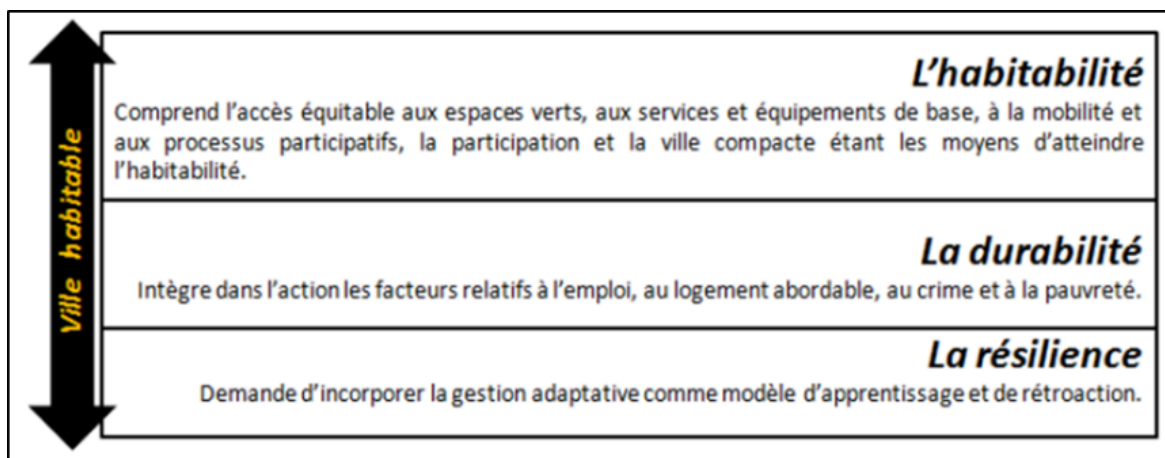 Ville habitable
L'habitabilité
Comprend l'accès équitable aux espaces verts, aux services et équipements de base, à la mobilité et
aux processus participatifs, la participation et la ville compacte étant les moyens d'atteindre
l'habitabilité.
La durabilité
Intègre dans l'action les facteurs relatifs à l'emploi, au logement abordable, au crime et à la pauvreté.
La résilience
Demande d'incorporer la gestion adaptative comme modèle d'apprentissage et de rétroaction.